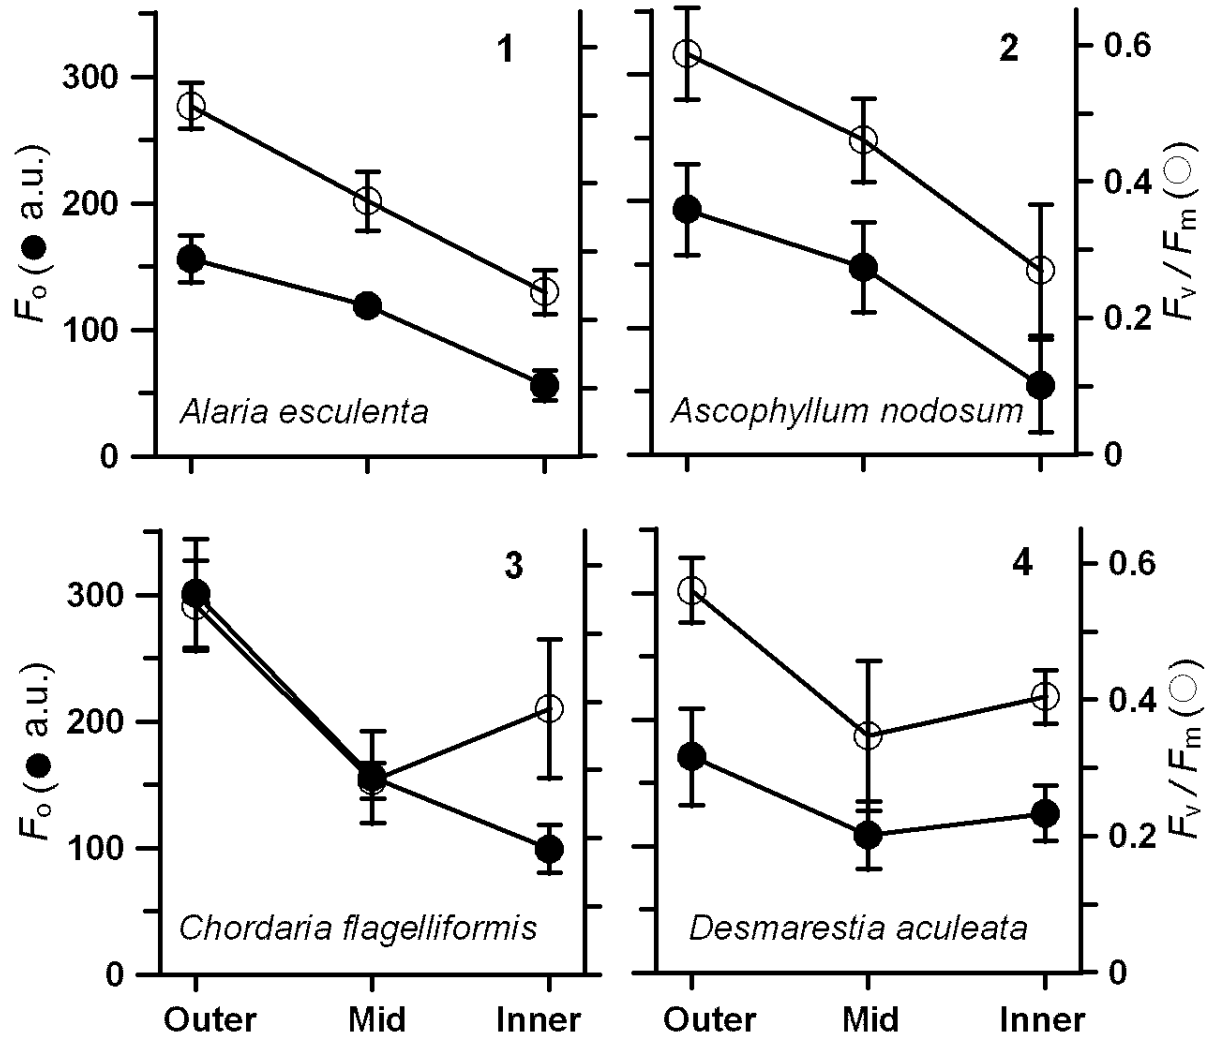 1
300
200
100
0
Fo (● a.u.)
Alaria esculenta
2
0.6
0.4
0.2
0
Fv / Fm (○)
Ascophyllum nodosum
3
300
200
100
0
Fo (● a.u.)
Chordaria flagelliformis
Outer Mid Inner
4
0.6
0.4
0.2
0
Fv / Fm (○)
Desmarestia aculeata
Outer Mid Inner